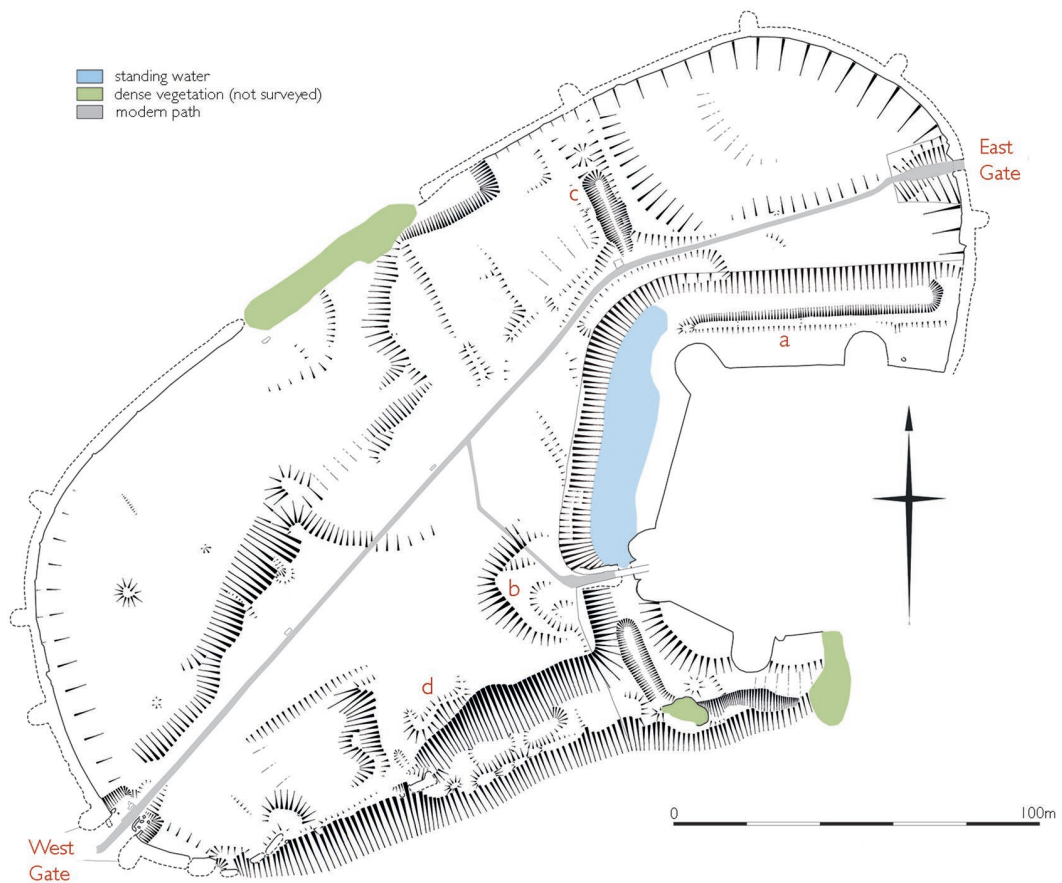 standing water
dense vegetation (not surveyed)
modern path
East
Gate
c
a
b
d
0
100m
West
Gate